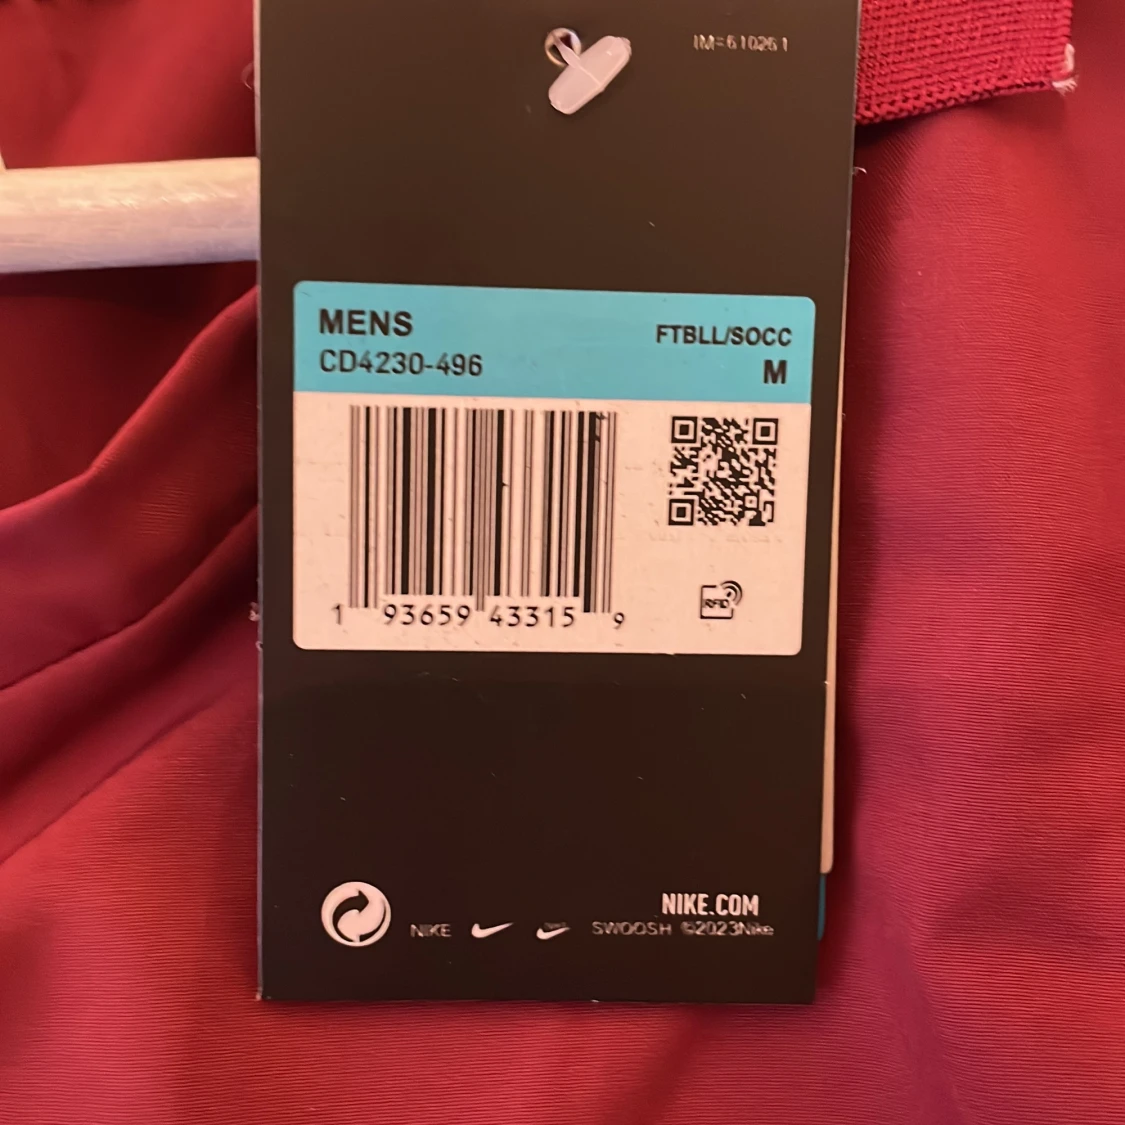 IM=610261
MENS
FTBLL/SOCC
CD4230-496
M
1 93659 43315 9
RFID
NIKE.COM
NIKE SWOOSH ©2023Nike